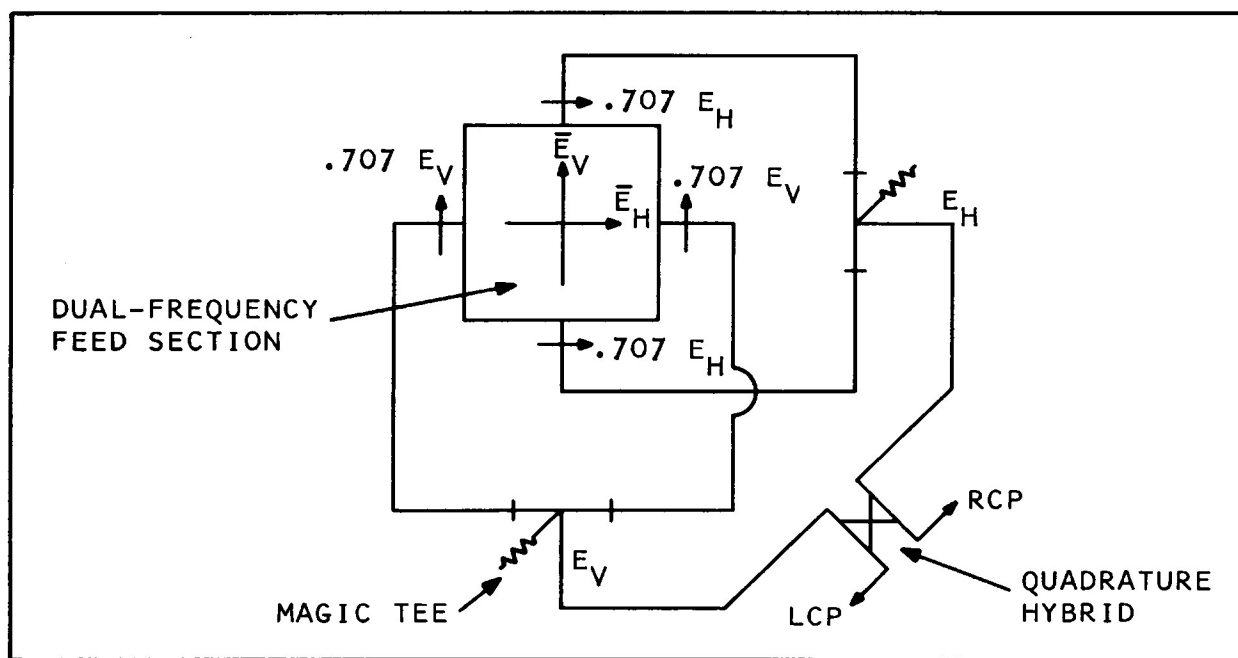 .707 E_H
Ē_V
.707 E_V
.707 E_V
Ē_H
E_H
DUAL-FREQUENCY
FEED SECTION
.707 E_H
RCP
E_V
QUADRATURE
HYBRID
MAGIC TEE
LCP